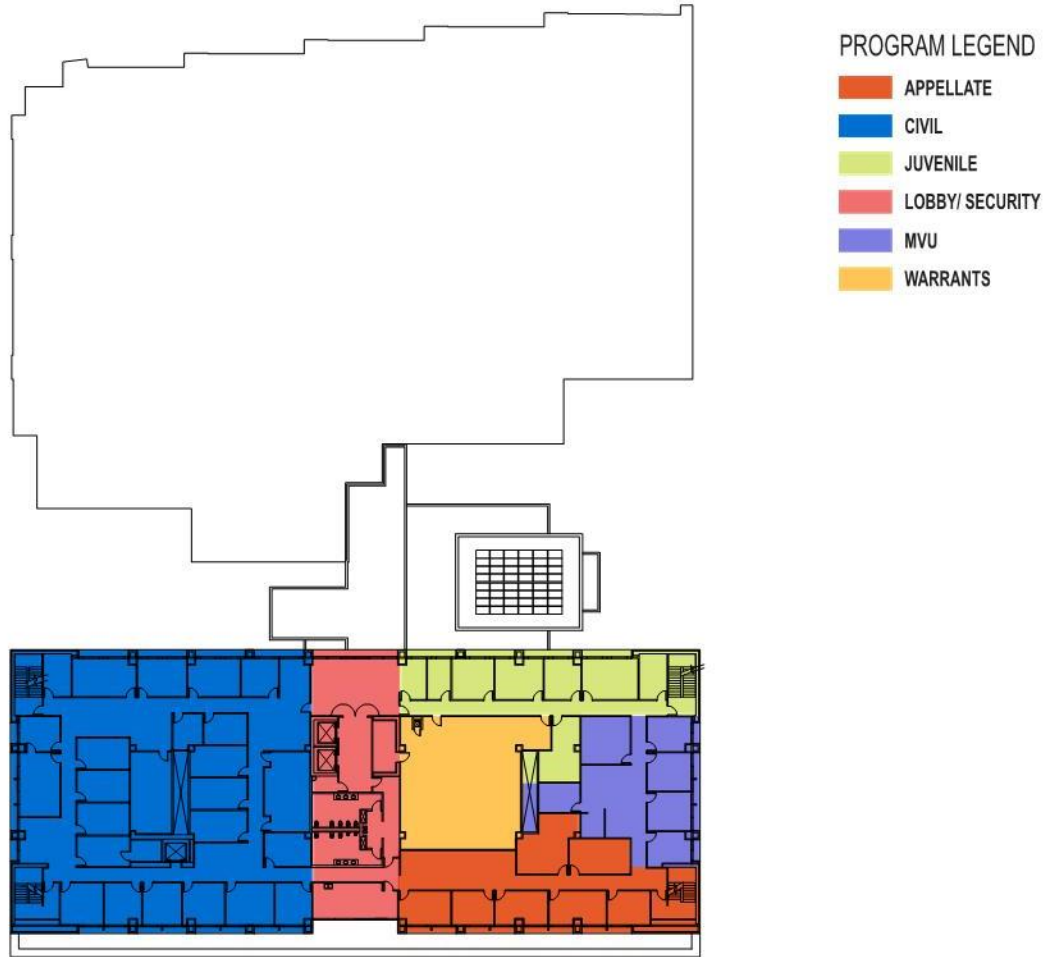 PROGRAM LEGEND
APPELLATE
CIVIL
JUVENILE
LOBBY/ SECURITY
MVU
WARRANTS